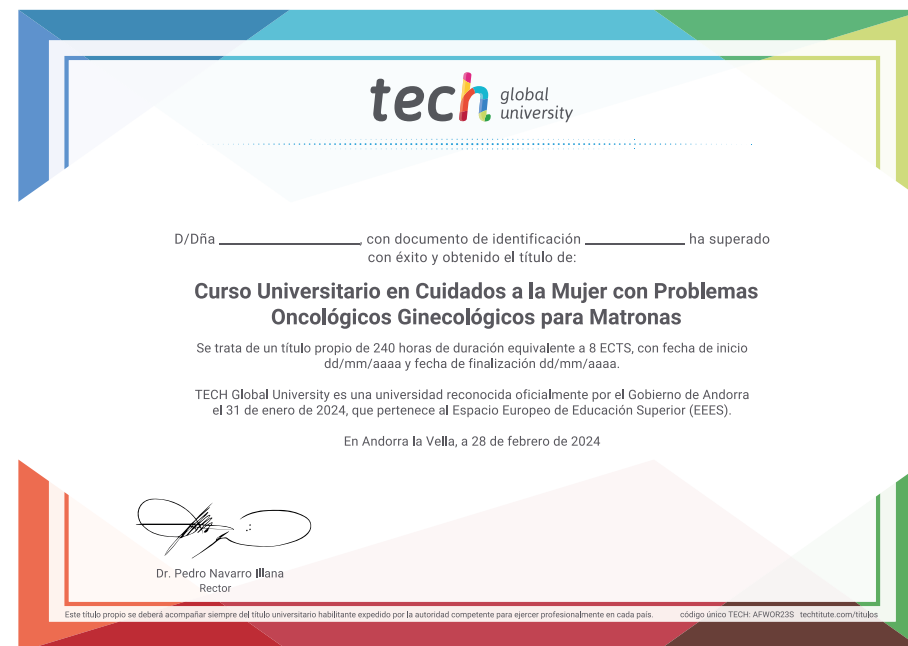 tech global university
D/Dña ______________________, con documento de identificación ________________ ha superado
con éxito y obtenido el título de:
Curso Universitario en Cuidados a la Mujer con Problemas
Oncológicos Ginecológicos para Matronas
Se trata de un título propio de 240 horas de duración equivalente a 8 ECTS, con fecha de inicio
dd/mm/aaaa y fecha de finalización dd/mm/aaaa.
TECH Global University es una universidad reconocida oficialmente por el Gobierno de Andorra
el 31 de enero de 2024, que pertenece al Espacio Europeo de Educación Superior (EEES).
En Andorra la Vella, a 28 de febrero de 2024
Dr. Pedro Navarro Illana
Rector
Este título propio se deberá acompañar siempre del título universitario habilitante expedido por la autoridad competente para ejercer profesionalmente en cada país. código único TECH: AFWOR23S techtitute.com/titulos